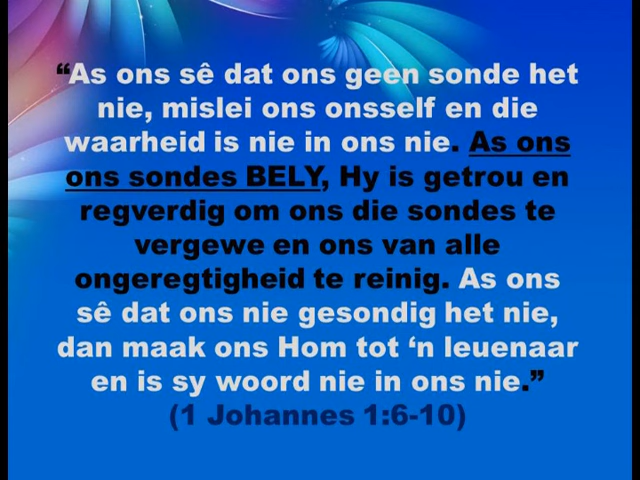 “As ons sê dat ons geen sonde het
nie, mislei ons onsself en die
waarheid is nie in ons nie. As ons
ons sondes BELY, Hy is getrou en
regverdig om ons die sondes te
vergewe en ons van alle
ongeregtigheid te reinig. As ons
sê dat ons nie gesondig het nie,
dan maak ons Hom tot ‘n leuenaar
en is sy woord nie in ons nie.”
(1 Johannes 1:6-10)